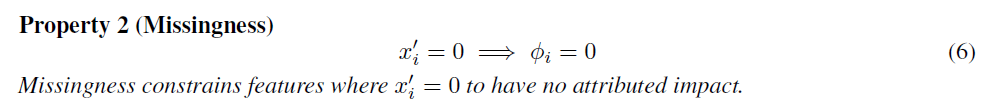 Property 2 (Missingness)
x′ᵢ = 0 ⟹ ϕᵢ = 0 (6)
Missingness constrains features where x′ᵢ = 0 to have no attributed impact.